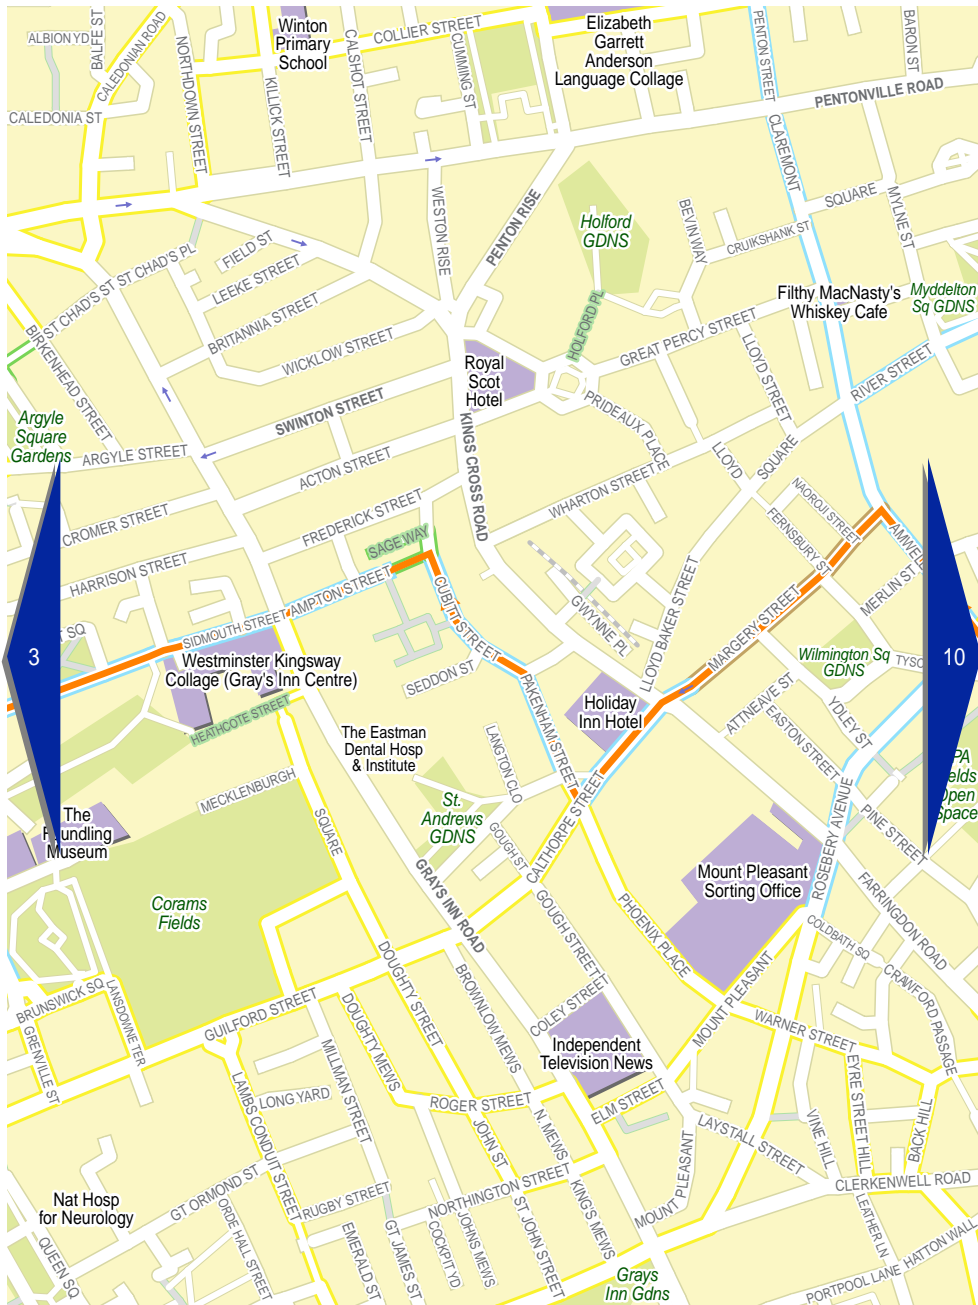 ALBION YD
BALFE ST
CALEDONIAN ROAD
NORTHDOWN STREET
Winton
Primary
School
KILLICK STREET
CALSHOT STREET
COLLIER STREET
CUMMING ST
Elizabeth
Garrett
Anderson
Language Collage
PENTON STREET
BARON ST
PENTONVILLE ROAD
CALEDONIA ST
CLAREMONT
SQUARE
MYLNE ST
WESTON RISE
PENTON RISE
Holford
GDNS
BEVIN WAY
CRUIKSHANK ST
ST CHAD'S ST
ST CHAD'S PL
FIELD ST
LEEKE STREET
BRITANNIA STREET
WICKLOW STREET
HOLFORD PL
GREAT PERCY STREET
Filthy MacNasty's
Whiskey Cafe
Myddelton
Sq GDNS
BIRKENHEAD STREET
Royal
Scot
Hotel
LLOYD STREET
RIVER STREET
Argyle
Square
Gardens
SWINTON STREET
PRIDEAUX PLACE
ARGYLE STREET
ACTON STREET
KINGS CROSS ROAD
WHARTON STREET
LLOYD
SQUARE
NAOROJI STREET
CROMER STREET
FREDERICK STREET
FERNSBURY ST
AMWEL
HARRISON STREET
SAGE WAY
AMPTON STREET
CUBITT STREET
GWYNNE PL
LLOYD BAKER STREET
MARGERY STREET
MERLIN ST
T SQ
SIDMOUTH STREET
3
Westminster Kingsway
Collage (Gray's Inn Centre)
SEDDON ST
Wilmington Sq
GDNS
TYSO
10
HEATHCOTE STREET
PAKENHAM STREET
Holiday
Inn Hotel
ATTNEAVE ST
EASTON STREET
YDLEY ST
The Eastman
Dental Hosp
& Institute
LANGTON CLO
MECKLENBURGH
SQUARE
St.
Andrews
GDNS
GOUGH ST
CALTHORPE STREET
ROSEBERY AVENUE
PINE STREET
PA
elds
Open
Space
The
Foundling
Museum
GRAYS INN ROAD
Mount Pleasant
Sorting Office
FARRINGDON ROAD
Corams
Fields
GOUGH STREET
PHOENIX PLACE
COLDBATH SQ
BRUNSWICK SQ
LANSDOWNE TER
GRENVILLE ST
GUILFORD STREET
DOUGHTY STREET
DOUGHTY MEWS
BROWNLOW MEWS
COLEY STREET
MOUNT PLEASANT
CRAWFORD PASSAGE
WARNER STREET
Independent
Television News
MILLMAN STREET
LAMBS CONDUIT STREET
LONG YARD
ROGER STREET
ELM STREET
EYRE STREET HILL
VINE HILL
BACK HILL
LAYSTALL STREET
JOHN ST
N. MEWS
MOUNT PLEASANT
CLERKENWELL ROAD
Nat Hosp
for Neurology
GT ORMOND ST
ORDE HALL STREET
RUGBY STREET
NORTHINGTON STREET
KING'S MEWS
LEATHER LN
QUEEN SQ
EMERALD ST
GT JAMES ST
COCKPIT YD
JOHNS MEWS
ST JOHN STREET
Grays
Inn Gdns
PORTPOOL LANE
HATTON WALL